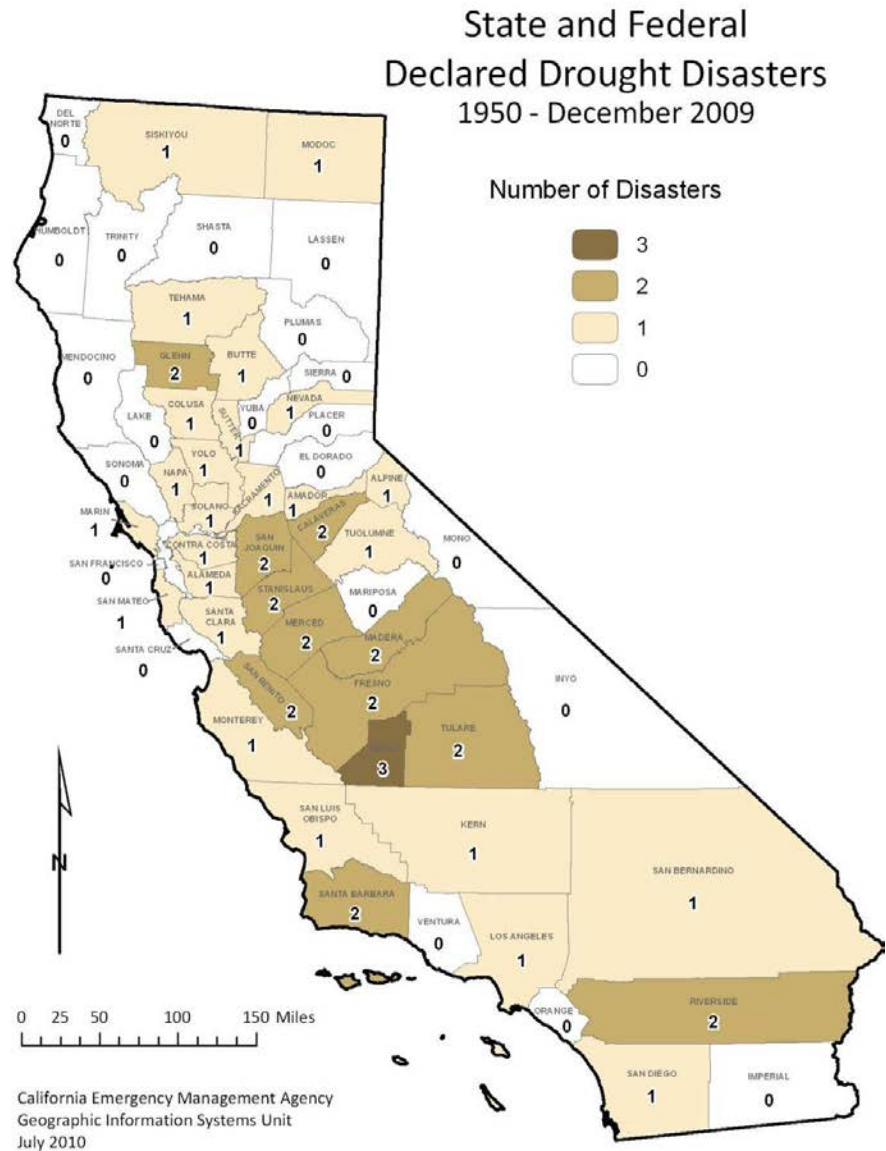 State and Federal
Declared Drought Disasters
1950 - December 2009
Number of Disasters
3
2
1
0
DEL
NORTE
0
SISKIYOU
1
MODOC
1
HUMBOLDT
0
TRINITY
0
SHASTA
0
LASSEN
0
TEHAMA
1
PLUMAS
0
MENDOCINO
0
GLENN
2
BUTTE
1
SIERRA 0
COLUSA
1
LAKE
0
SUTTER
1
YUBA
0
NEVADA
1
PLACER
0
EL DORADO
0
SONOMA
0
NAPA
1
YOLO
1
SACRAMENTO
1
AMADOR
1
ALPINE
1
MARIN
1
SOLANO
1
CALAVERAS
2
TUOLUMNE
1
MONO
0
SAN FRANCISCO
0
CONTRA COSTA
1
SAN
JOAQUIN
2
ALAMEDA
1
STANISLAUS
2
MARIPOSA
0
SAN MATEO
1
SANTA
CLARA
1
MERCED
2
MADERA
2
SANTA CRUZ
0
SAN BENITO
2
FRESNO
2
INYO
0
MONTEREY
1
3
TULARE
2
SAN LUIS
OBISPO
1
KERN
1
SAN BERNARDINO
1
SANTA BARBARA
2
VENTURA
0
LOS ANGELES
1
ORANGE
0
RIVERSIDE
2
SAN DIEGO
1
IMPERIAL
0
N
0 25 50 100 150 Miles
California Emergency Management Agency
Geographic Information Systems Unit
July 2010